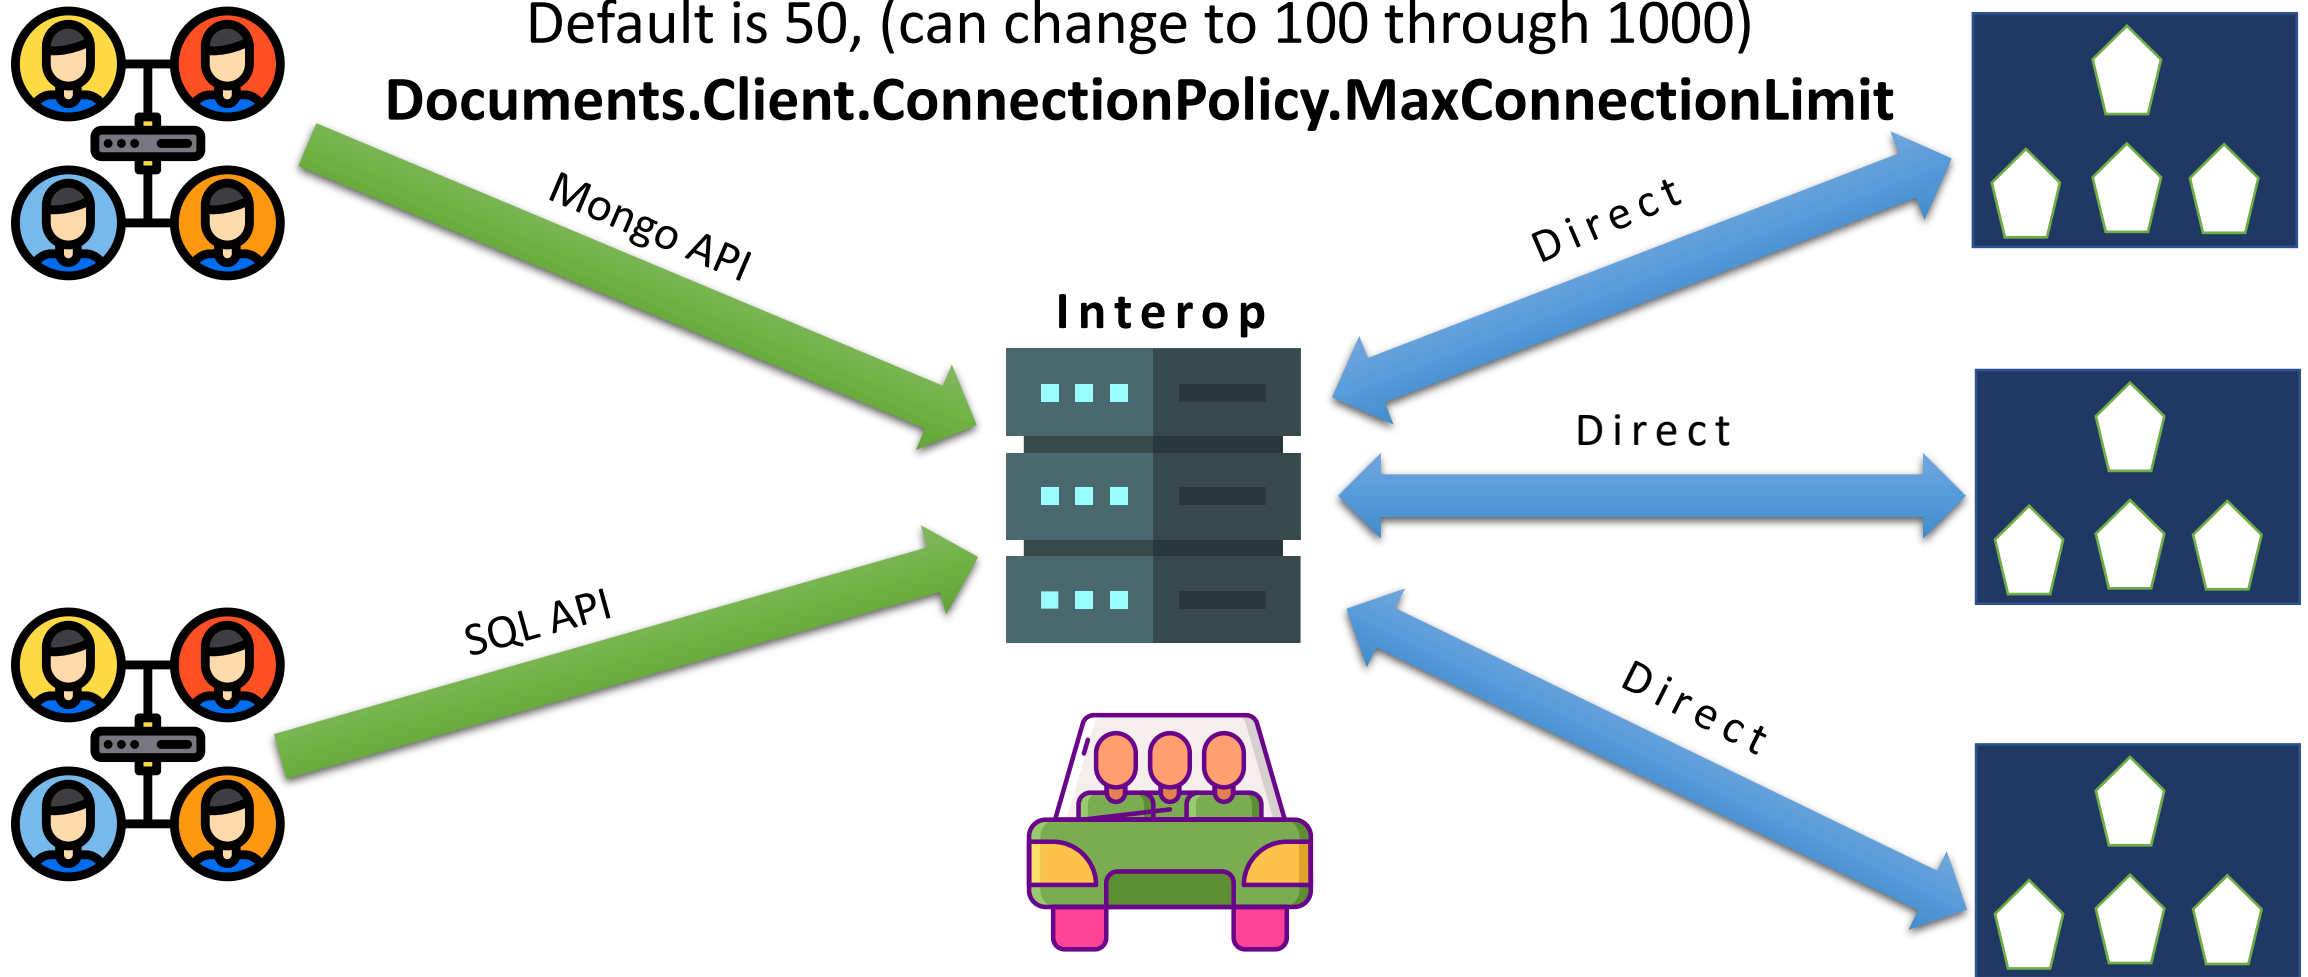 Default is 50, (can change to 100 through 1000)
Documents.Client.ConnectionPolicy.MaxConnectionLimit
Mongo API
Direct
Interop
Direct
SQL API
Direct